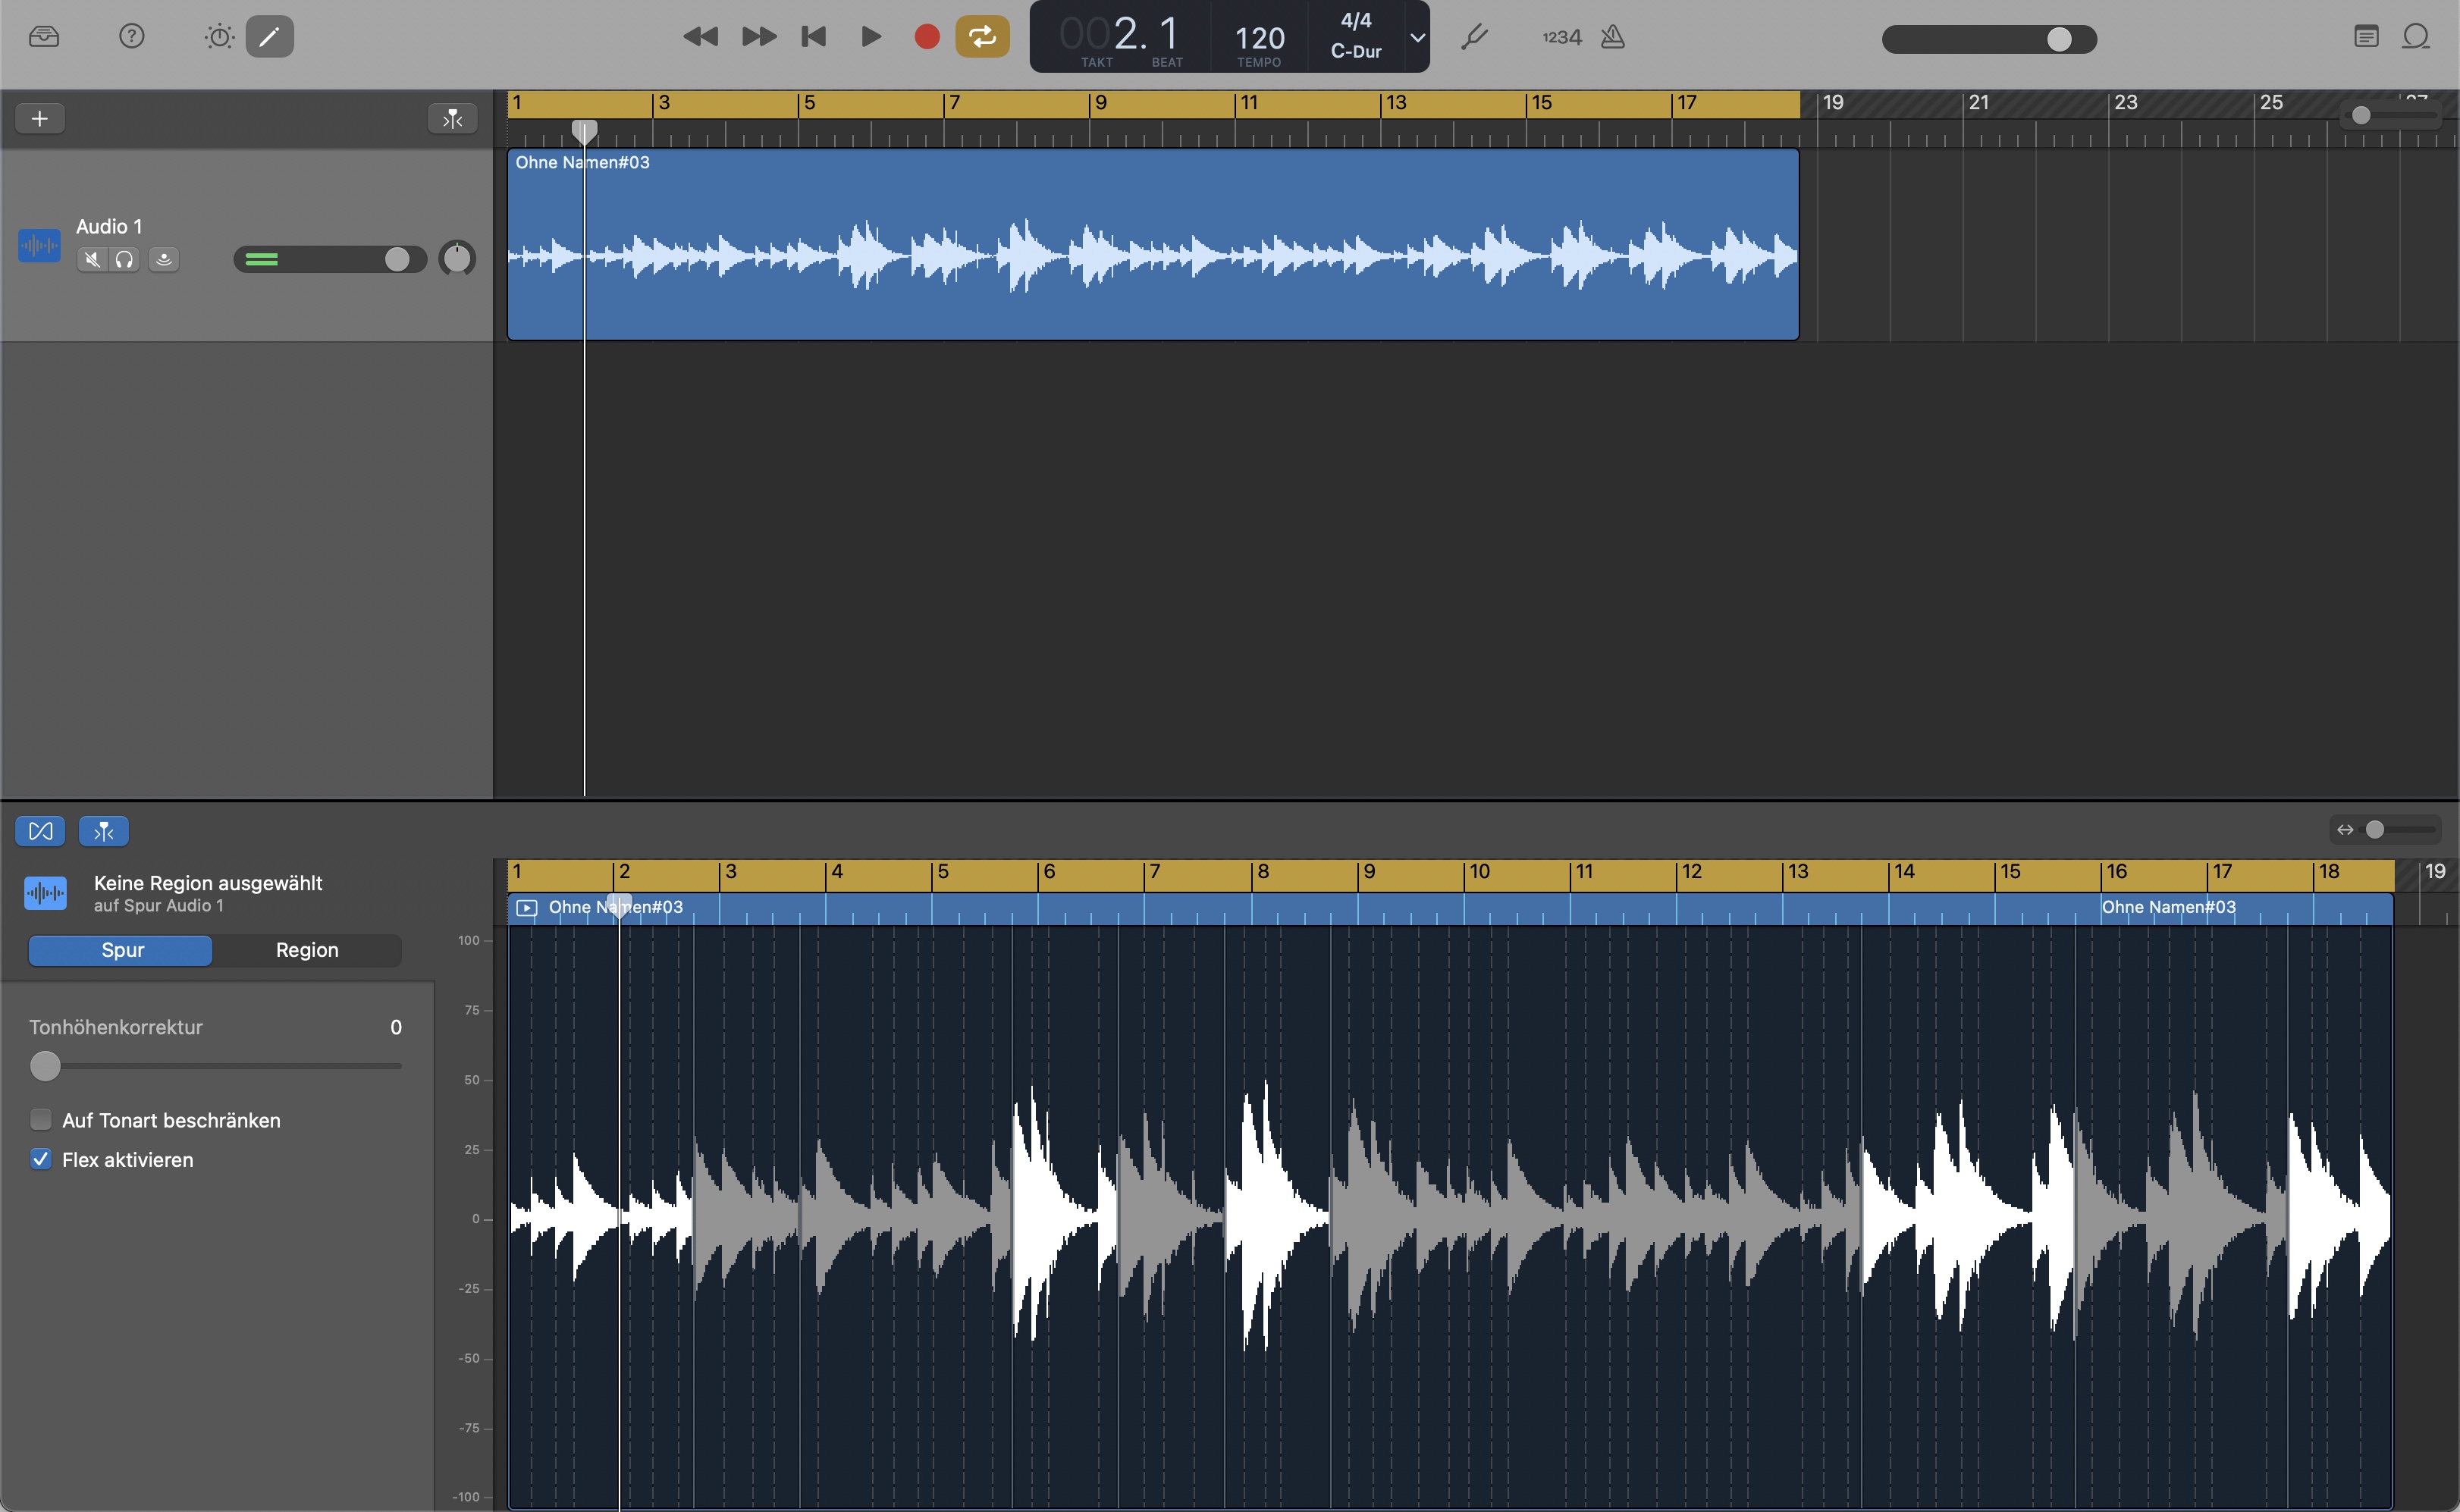 002. 1
TAKT
BEAT
120
TEMPO
4/4
C-Dur
1234
1 3 5 7 9 11 13 15 17 19 21 23 25
Ohne Namen#03
Audio 1
1 2 3 4 5 6 7 8 9 10 11 12 13 14 15 16 17 18 19
Keine Region ausgewählt
auf Spur Audio 1
Ohne Namen#03
Ohne Namen#03
Spur
Region
Tonhöhenkorrektur
0
Auf Tonart beschränken
Flex aktivieren
100
75
50
25
0
-25
-50
-75
-100